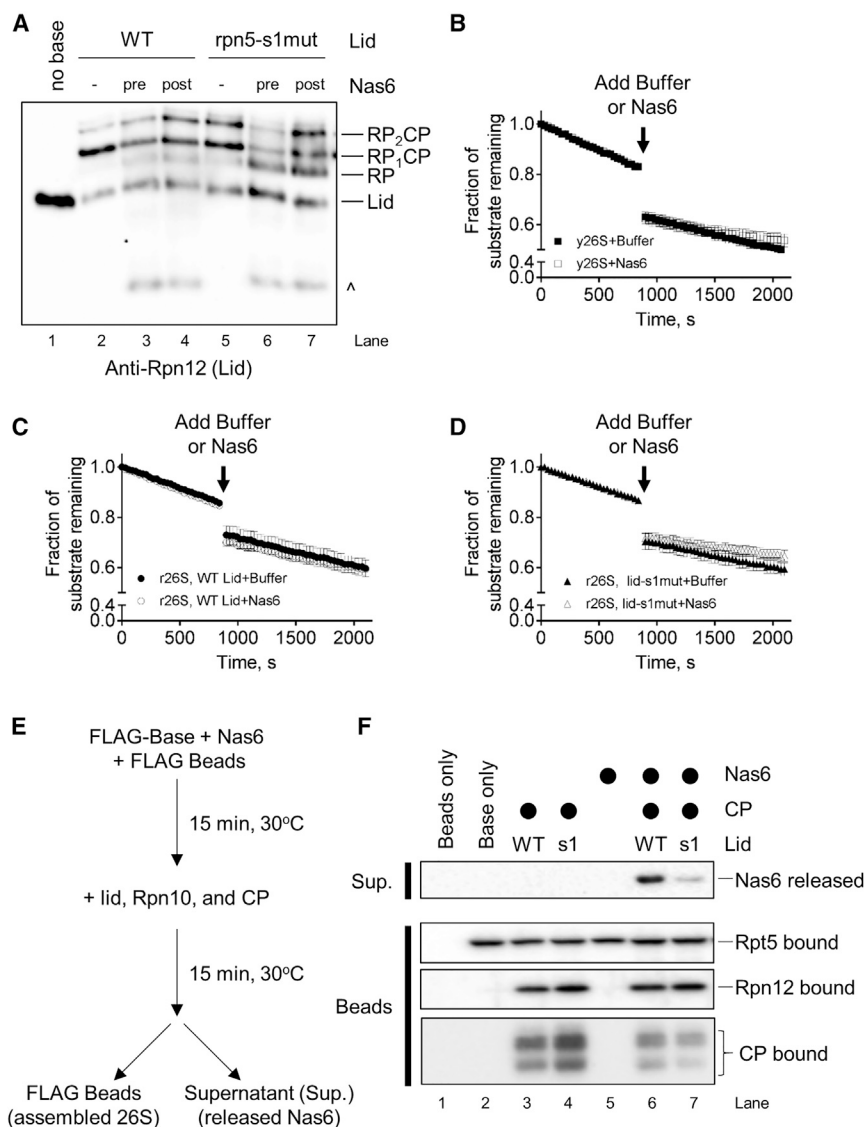 A
no base
WT rpn5-s1mut Lid
- pre post - pre post Nas6
RP2CP
RP1CP
RP
Lid
^
1 2 3 4 5 6 7 Lane
Anti-Rpn12 (Lid)
B
Add Buffer
or Nas6
Fraction of
substrate remaining
1.0
0.8
0.6
0.4
0.0
y26S+Buffer
y26S+Nas6
0 500 1000 1500 2000
Time, s
C
Add Buffer
or Nas6
Fraction of
substrate remaining
1.0
0.8
0.6
0.4
0.0
r26S, WT Lid+Buffer
r26S, WT Lid+Nas6
0 500 1000 1500 2000
Time, s
D
Add Buffer
or Nas6
Fraction of
substrate remaining
1.0
0.8
0.6
0.4
0.0
r26S, lid-s1mut+Buffer
r26S, lid-s1mut+Nas6
0 500 1000 1500 2000
Time, s
E
FLAG-Base + Nas6
+ FLAG Beads
15 min, 30°C
+ lid, Rpn10, and CP
15 min, 30°C
FLAG Beads
(assembled 26S)
Supernatant (Sup.)
(released Nas6)
F
Beads only
Base only
Nas6
CP
WT s1 WT s1 Lid
Sup.
Nas6 released
Beads
Rpt5 bound
Rpn12 bound
CP bound
1 2 3 4 5 6 7 Lane